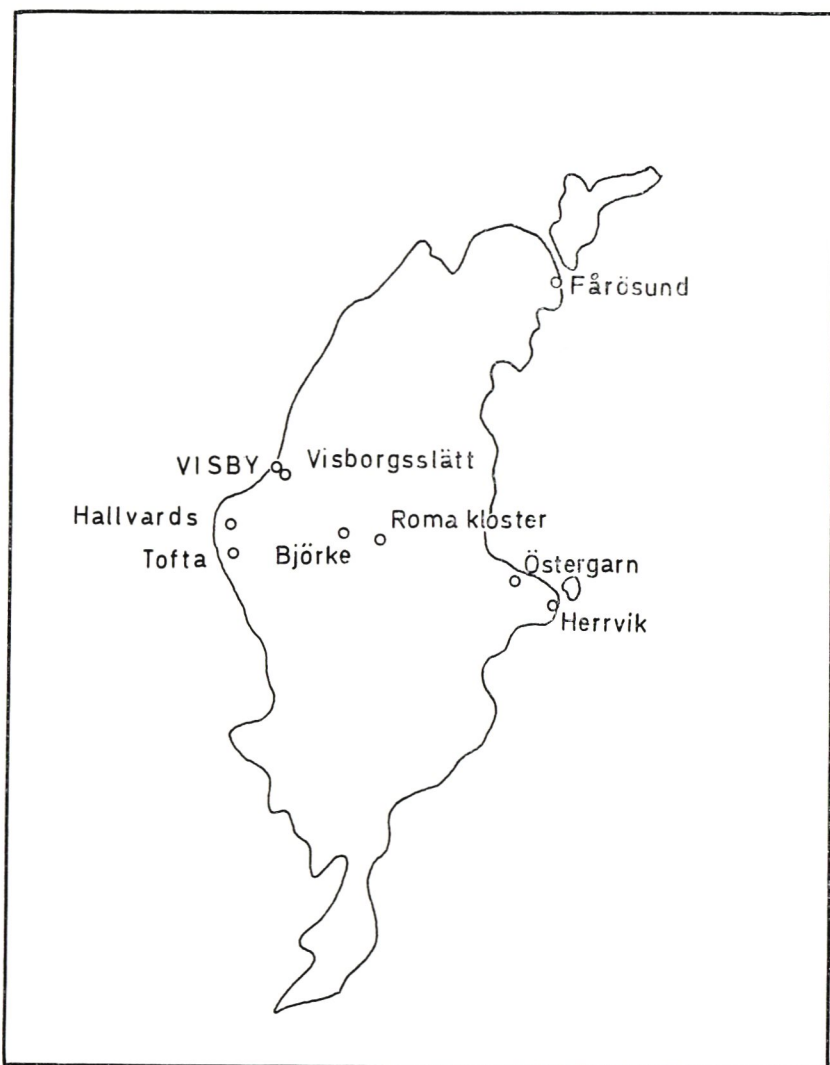 Fårösund
VISBY
Visborgsslätt
Hallvards
Roma kloster
Tofta
Björke
Östergarn
Herrvik